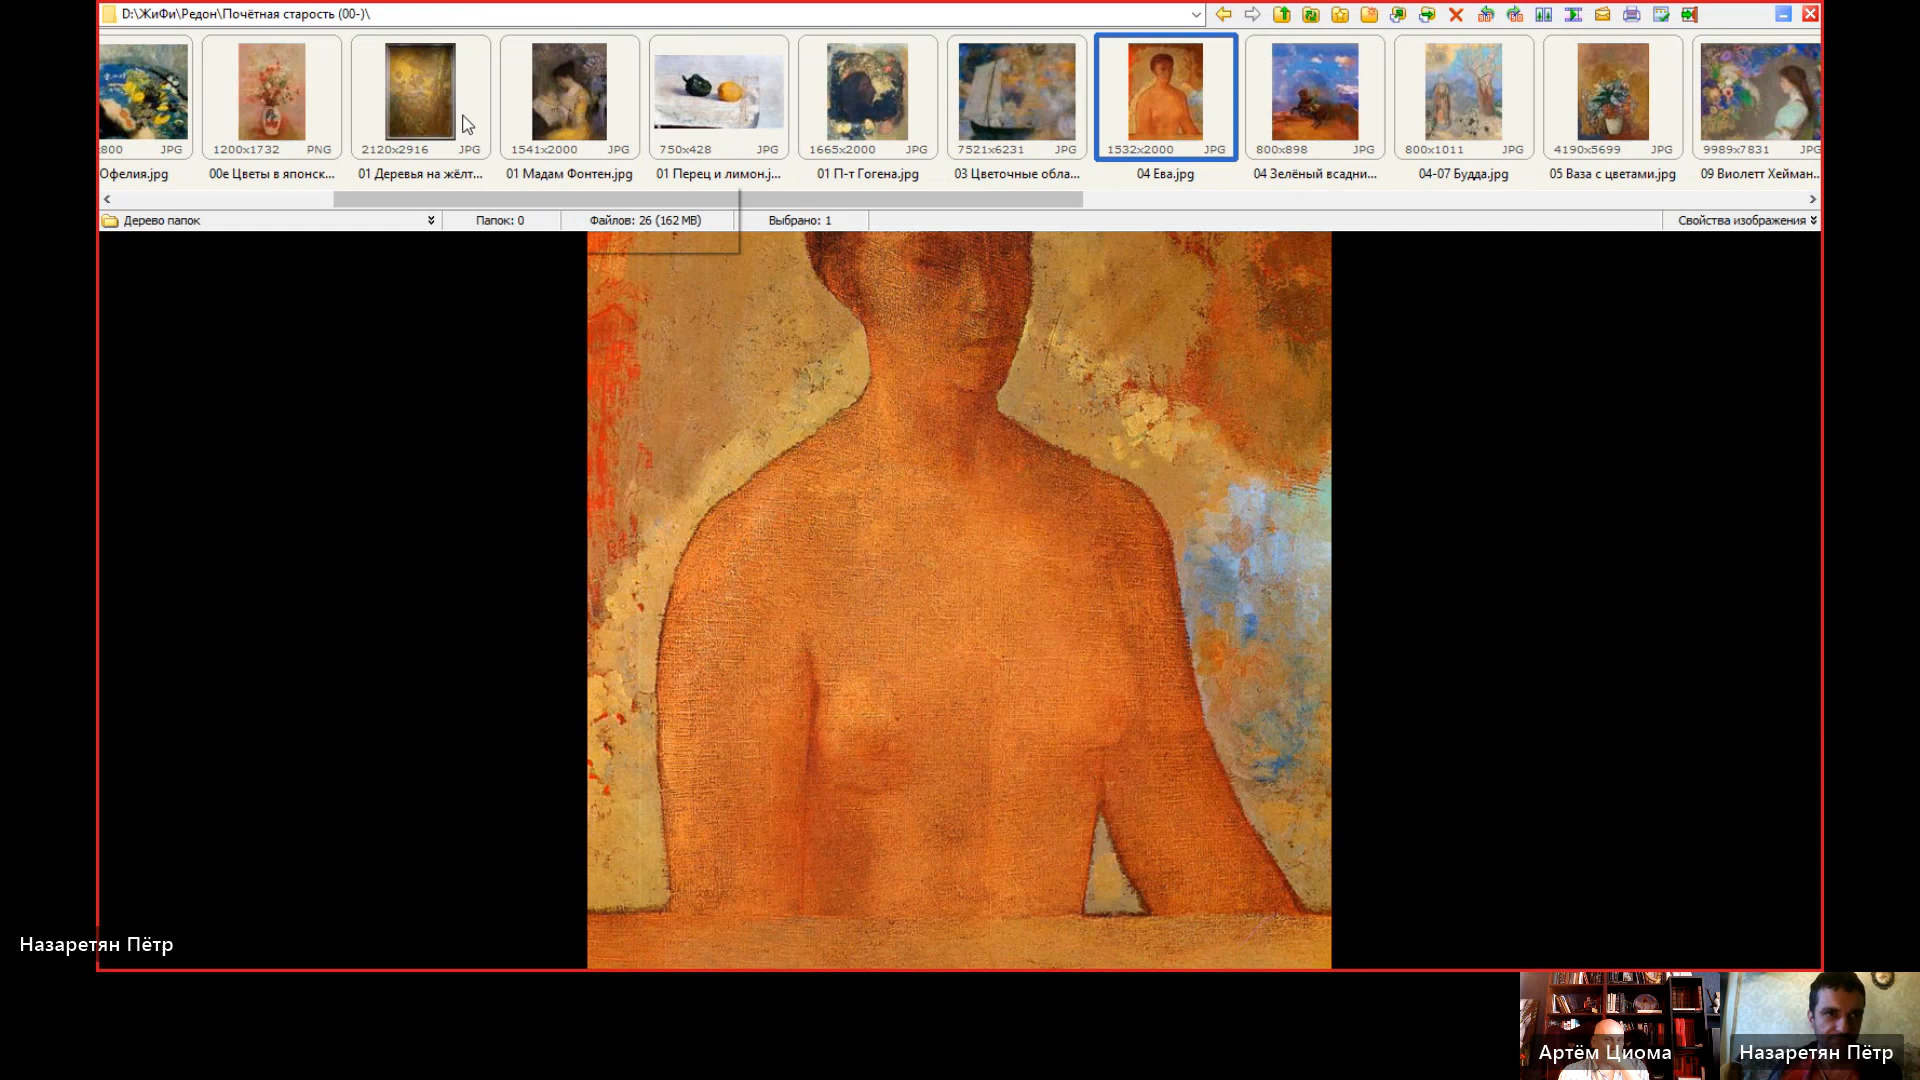 D:\ЖиФи\Редон\Почётная старость (00-)\
:800 JPG
1200x1732 PNG
2120x2916 JPG
1541x2000 JPG
750x428 JPG
1665x2000 JPG
7521x6231 JPG
1532x2000 JPG
800x898 JPG
800x1011 JPG
4190x5699 JPG
9989x7831 JPG
Офелия.jpg
00е Цветы в японск...
01 Деревья на жёлт...
01 Мадам Фонтен.jpg
01 Перец и лимон.j...
01 П-т Гогена.jpg
03 Цветочные обла...
04 Ева.jpg
04 Зелёный всадни...
04-07 Будда.jpg
05 Ваза с цветами.jpg
09 Виолетт Хейман...
Дерево папок
Папок: 0
Файлов: 26 (162 MB)
Выбрано: 1
Свойства изображения
Назаретян Пётр
Артём Циома
Назаретян Пётр